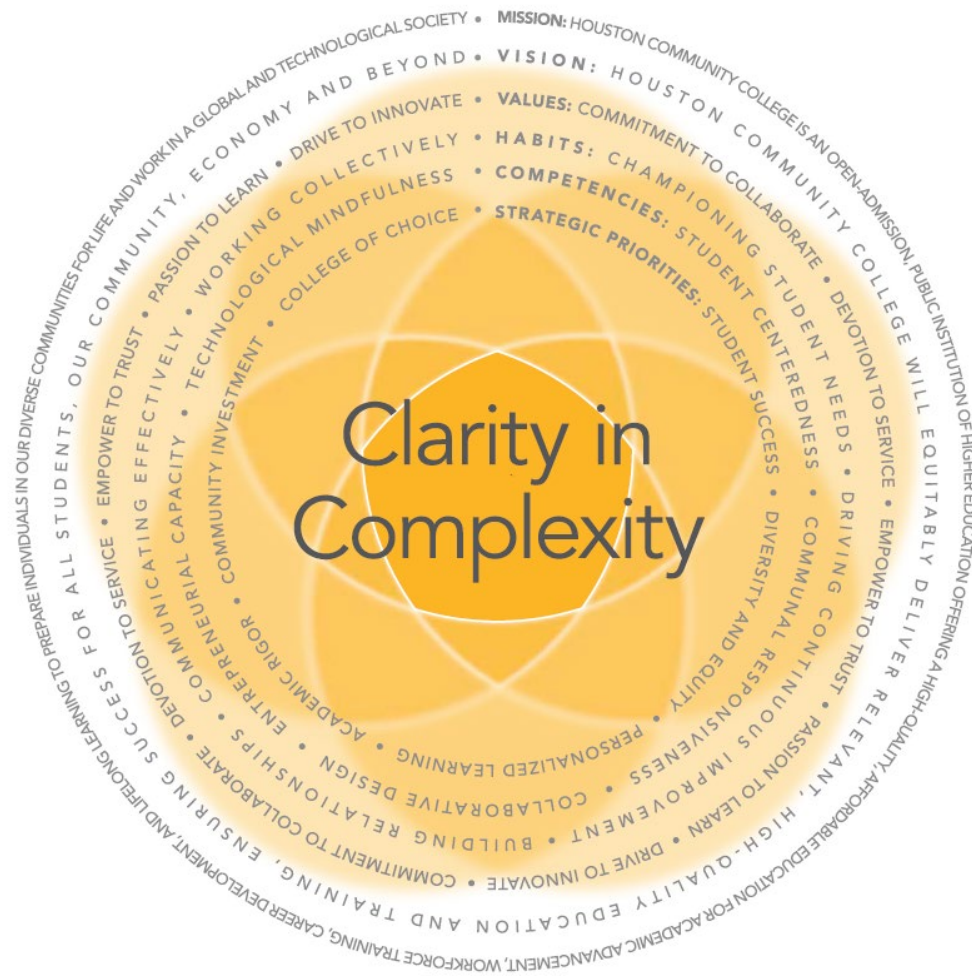 MISSION: HOUSTON COMMUNITY COLLEGE IS AN OPEN-ADMISSION, PUBLIC INSTITUTION OF HIGHER EDUCATION OFFERING A HIGH-QUALITY, AFFORDABLE EDUCATION FOR ACADEMIC ADVANCEMENT, WORKFORCE TRAINING, CAREER DEVELOPMENT, AND LIFELONG LEARNING TO PREPARE INDIVIDUALS IN OUR DIVERSE COMMUNITIES FOR LIFE AND WORK IN A GLOBAL AND TECHNOLOGICAL SOCIETY •
VISION: HOUSTON COMMUNITY COLLEGE WILL EQUITABLY DELIVER RELEVANT, HIGH-QUALITY EDUCATION AND TRAINING, ENSURING SUCCESS FOR ALL STUDENTS, OUR COMMUNITY, ECONOMY AND BEYOND •
VALUES: COMMITMENT TO COLLABORATE • DEVOTION TO SERVICE • EMPOWER TO TRUST • PASSION TO LEARN • DRIVE TO INNOVATE • COMMITMENT TO COLLABORATE • DEVOTION TO SERVICE • EMPOWER TO TRUST • PASSION TO LEARN • DRIVE TO INNOVATE •
HABITS: CHAMPIONING STUDENT NEEDS • DRIVING CONTINUOUS IMPROVEMENT • BUILDING RELATIONSHIPS • COMMUNICATING EFFECTIVELY • WORKING COLLECTIVELY •
COMPETENCIES: STUDENT CENTEREDNESS • COMMUNAL RESPONSIVENESS • COLLABORATIVE DESIGN • ENTREPRENEURIAL CAPACITY • TECHNOLOGICAL MINDFULNESS •
STRATEGIC PRIORITIES: STUDENT SUCCESS • DIVERSITY AND EQUITY • PERSONALIZED LEARNING • ACADEMIC RIGOR • COMMUNITY INVESTMENT • COLLEGE OF CHOICE •
Clarity in
Complexity